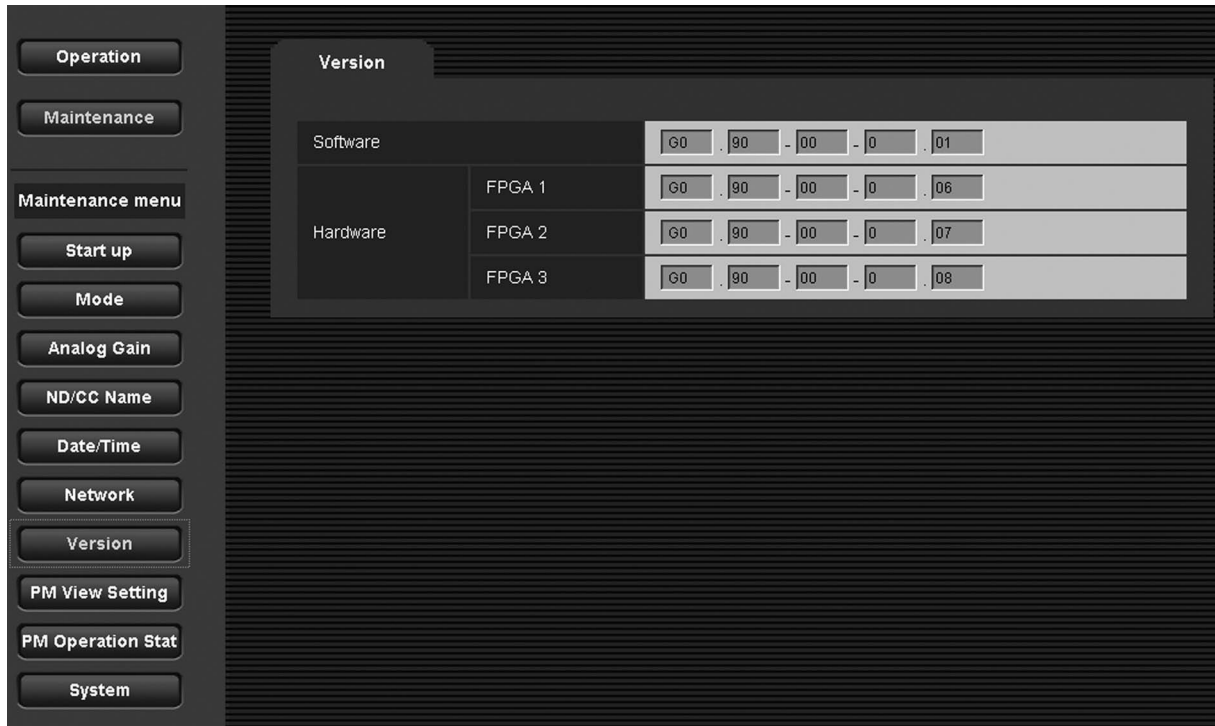 Operation
Maintenance
Maintenance menu
Start up
Mode
Analog Gain
ND/CC Name
Date/Time
Network
Version
PM View Setting
PM Operation Stat
System
Version
Software G0 . 90 - 00 - 0 . 01
Hardware
FPGA 1 G0 . 90 - 00 - 0 . 06
FPGA 2 G0 . 90 - 00 - 0 . 07
FPGA 3 G0 . 90 - 00 - 0 . 08